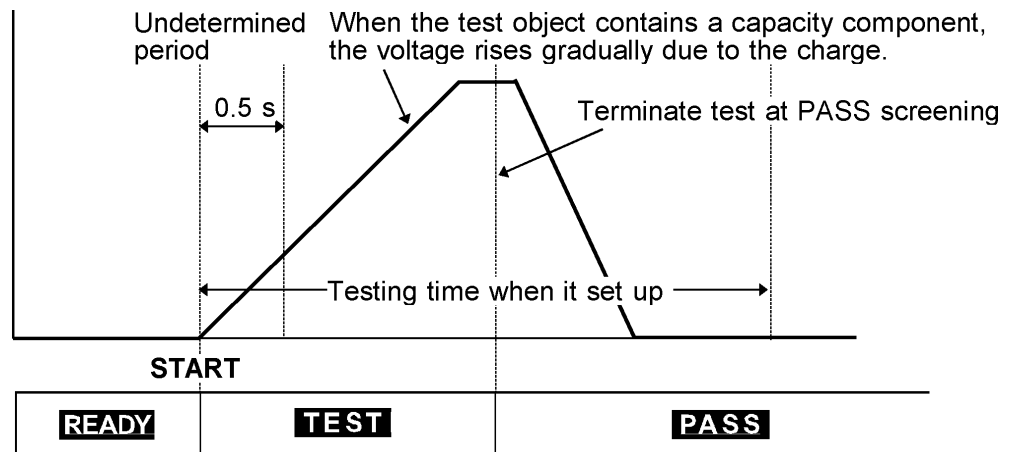 Undetermined
period
When the test object contains a capacity component,
the voltage rises gradually due to the charge.
0.5 s
Terminate test at PASS screening
Testing time when it set up
START
READY
TEST
PASS